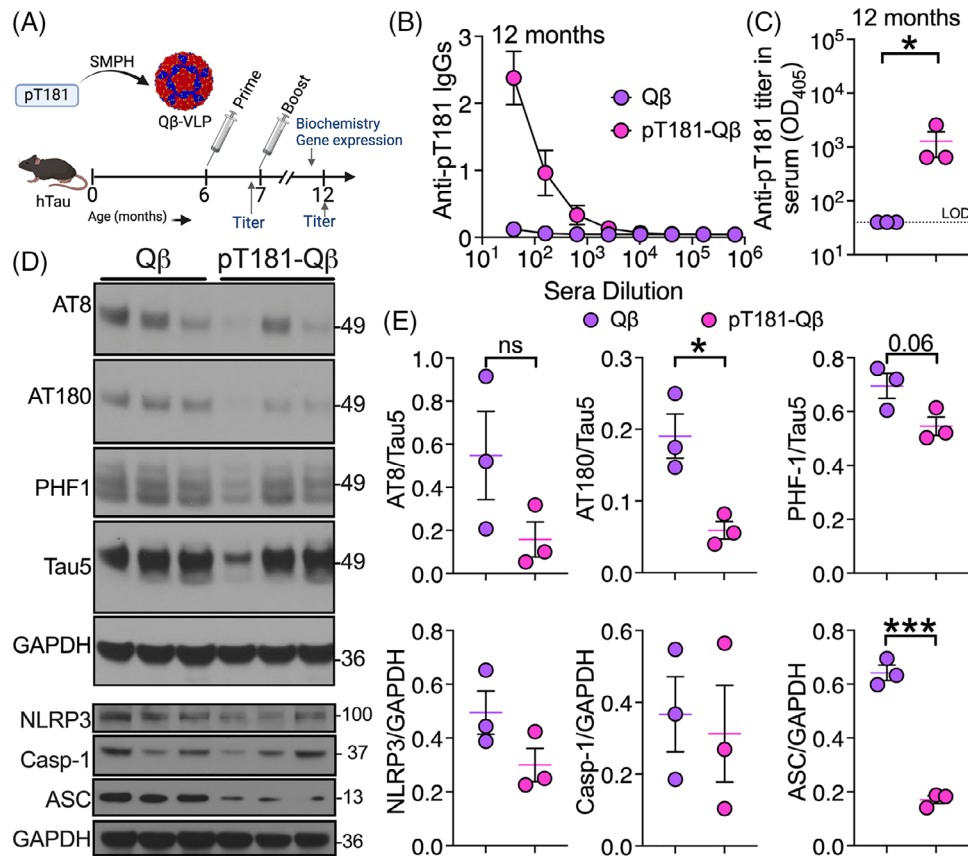 (A)
pT181
SMPH
Qβ-VLP
Prime
Boost
Biochemistry
Gene expression
hTau
0
6
7
12
Age (months)
Titer
Titer
(B)
12 months
Anti-pT181 IgGs
3
2
1
0
Qβ
pT181-Qβ
10¹ 10² 10³ 10⁴ 10⁵ 10⁶
Sera Dilution
(C)
12 months
*
Anti-pT181 titer in
serum (OD₄₀₅)
10⁵
10⁴
10³
10²
10¹
LOD
(D)
Qβ pT181-Qβ
AT8
49
AT180
49
PHF1
49
Tau5
49
GAPDH
36
NLRP3
100
Casp-1
37
ASC
13
GAPDH
36
(E)
Qβ pT181-Qβ
ns
AT8/Tau5
1.0
0.8
0.6
0.4
0.2
0.0
*
AT180/Tau5
0.3
0.2
0.1
0.0
0.06
PHF-1/Tau5
0.8
0.6
0.4
0.2
0.0
NLRP3/GAPDH
0.8
0.6
0.4
0.2
0.0
Casp-1/GAPDH
0.6
0.4
0.2
0.0
***
ASC/GAPDH
0.8
0.6
0.4
0.2
0.0